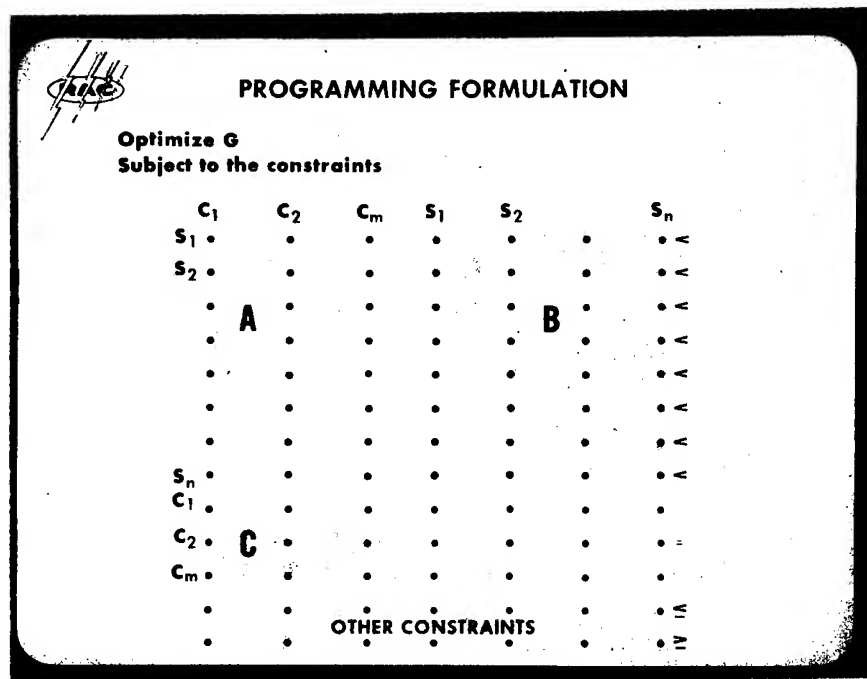 RAC
PROGRAMMING FORMULATION
Optimize G
Subject to the constraints
C₁ C₂ Cₘ S₁ S₂ Sₙ
S₁ • • • • • • • <
S₂ • • • • • • • <
• • • • • • • <
A B
• • • • • • • <
• • • • • • • <
• • • • • • • <
• • • • • • • <
Sₙ • • • • • • • <
C₁ • • • • • • •
C₂ • C • • • • • • =
Cₘ • • • • • • •
• • • • • • • ≤
OTHER CONSTRAINTS
• • • • • • • ≥